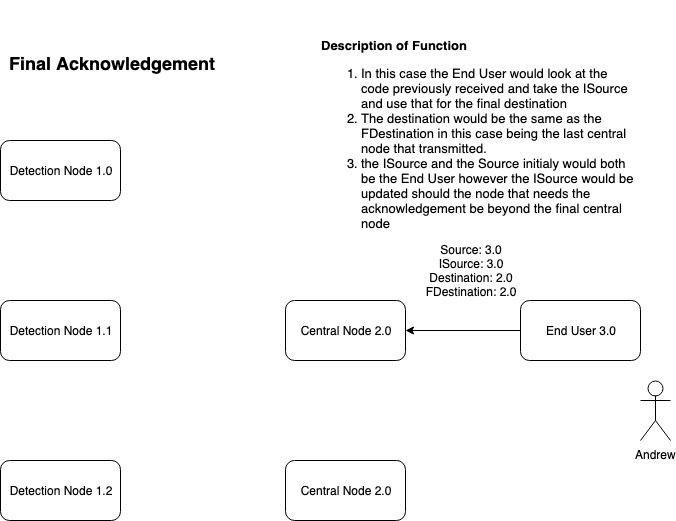 Final Acknowledgement
Description of Function
1. In this case the End User would look at the
code previously received and take the ISource
and use that for the final destination
2. The destination would be the same as the
FDestination in this case being the last central
node that transmitted.
3. the ISource and the Source initialy would both
be the End User however the ISource would be
updated should the node that needs the
acknowledgement be beyond the final central
node
Detection Node 1.0
Source: 3.0
ISource: 3.0
Destination: 2.0
FDestination: 2.0
Detection Node 1.1
Central Node 2.0
End User 3.0
Andrew
Detection Node 1.2
Central Node 2.0